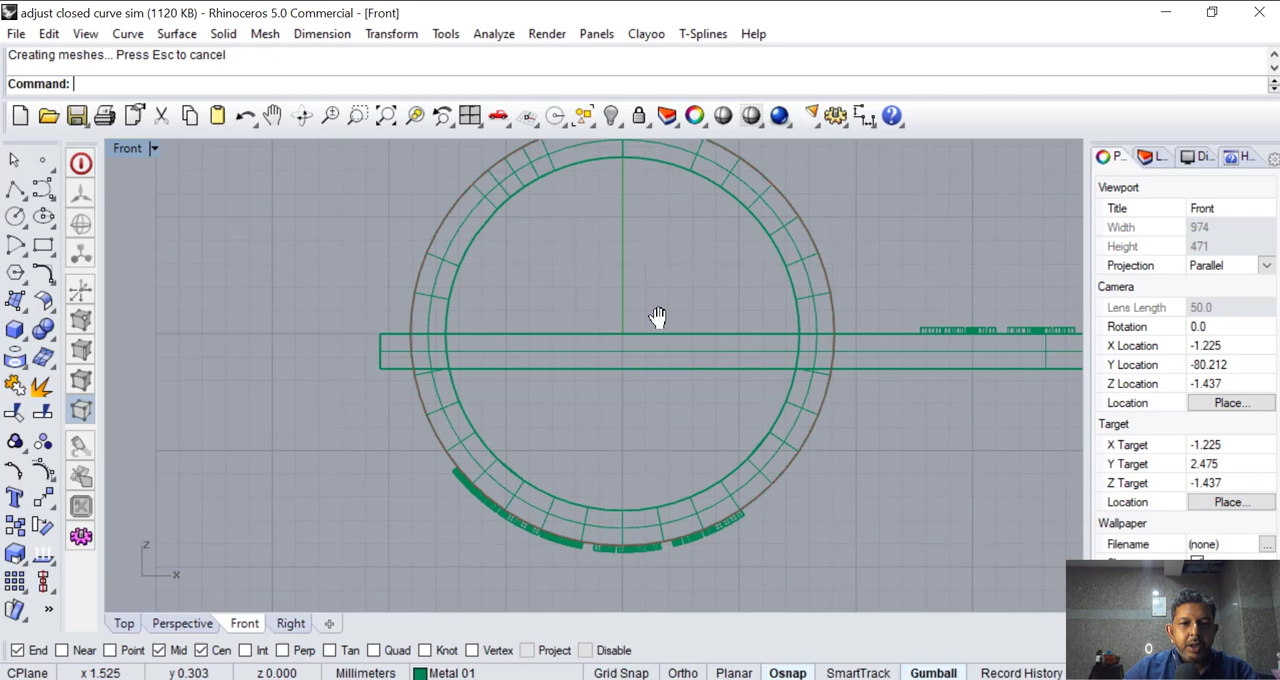 adjust closed curve sim (1120 KB) - Rhinoceros 5.0 Commercial - [Front]
File Edit View Curve Surface Solid Mesh Dimension Transform Tools Analyze Render Panels Clayoo T-Splines Help
Creating meshes... Press Esc to cancel
Command:
Front
P... L... Di... H...
Viewport
Title Front
Width 974
Height 471
Projection Parallel
Camera
Lens Length 50.0
Rotation 0.0
X Location -1.225
Y Location -80.212
Z Location -1.437
Location Place...
Target
X Target -1.225
Y Target 2.475
Z Target -1.437
Location Place...
Wallpaper
Filename (none) ...
z
x
Top Perspective Front Right
End Near Point Mid Cen Int Perp Tan Quad Knot Vertex Project Disable
CPlane x 1.525 y 0.303 z 0.000 Millimeters Metal 01 Grid Snap Ortho Planar Osnap SmartTrack Gumball Record History